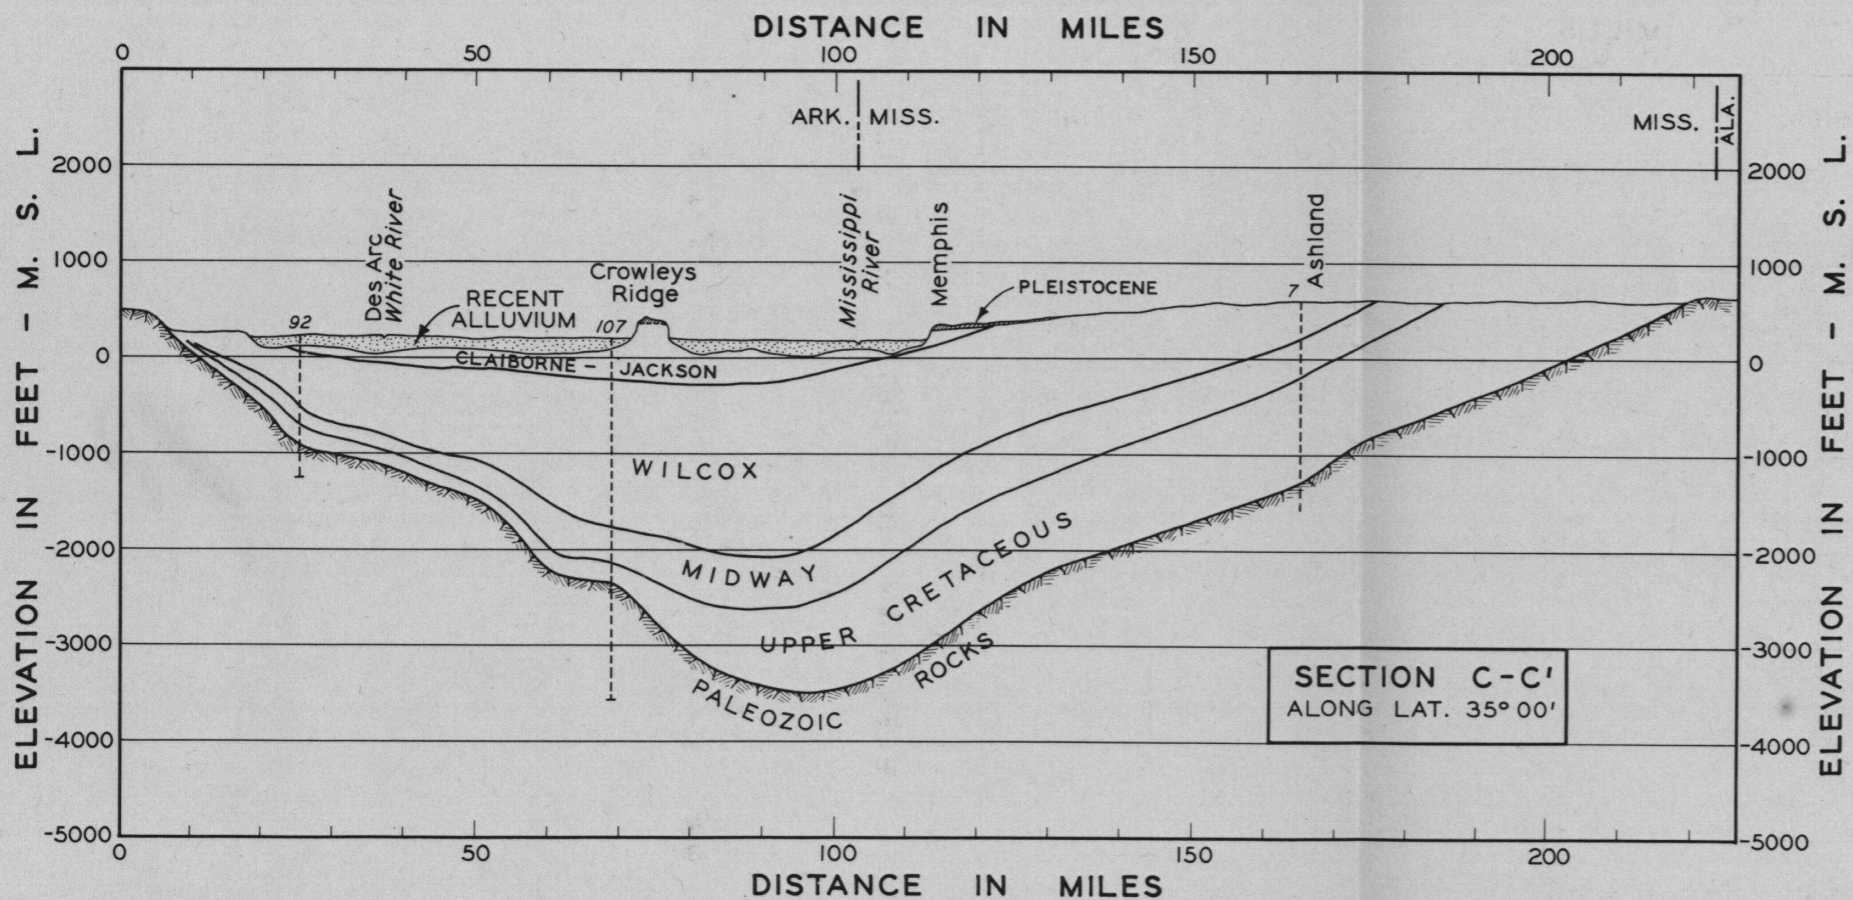 DISTANCE IN MILES
0 50 100 150 200
ARK. MISS.
MISS. ALA.
ELEVATION IN FEET - M. S. L.
2000
1000
0
-1000
-2000
-3000
-4000
-5000
Des Arc
White River
Crowleys
Ridge
Mississippi
River
Memphis
Ashland
RECENT
ALLUVIUM
92
107
7
PLEISTOCENE
CLAIBORNE - JACKSON
WILCOX
MIDWAY
UPPER CRETACEOUS
PALEOZOIC ROCKS
SECTION C-C'
ALONG LAT. 35° 00'
2000
1000
0
-1000
-2000
-3000
-4000
-5000
ELEVATION IN FEET - M. S. L.
0 50 100 150 200
DISTANCE IN MILES